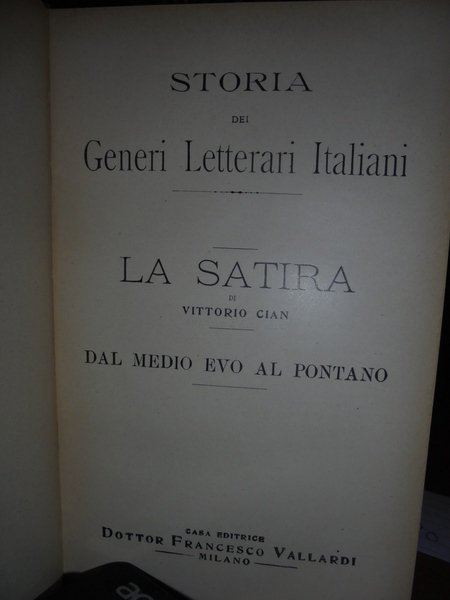 STORIA
DEI
Generi Letterari Italiani
LA SATIRA
DI
VITTORIO CIAN
DAL MEDIO EVO AL PONTANO
CASA EDITRICE
DOTTOR FRANCESCO VALLARDI
MILANO